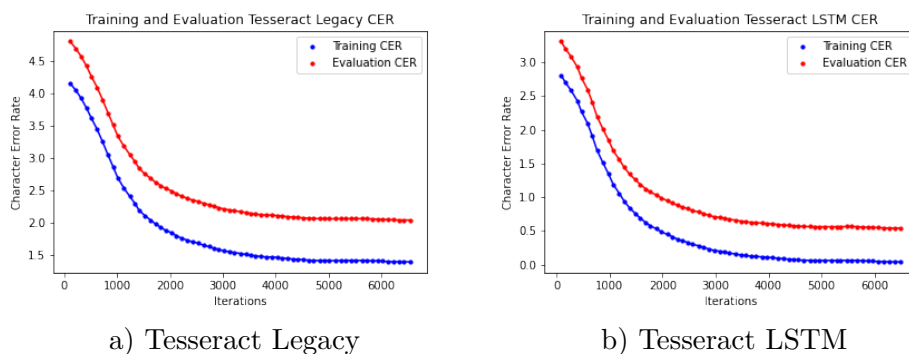 Training and Evaluation Tesseract Legacy CER
Training CER
Evaluation CER
Character Error Rate
4.5
4.0
3.5
3.0
2.5
2.0
1.5
0 1000 2000 3000 4000 5000 6000
Iterations
a) Tesseract Legacy
Training and Evaluation Tesseract LSTM CER
Training CER
Evaluation CER
Character Error Rate
3.0
2.5
2.0
1.5
1.0
0.5
0.0
0 1000 2000 3000 4000 5000 6000
Iterations
b) Tesseract LSTM